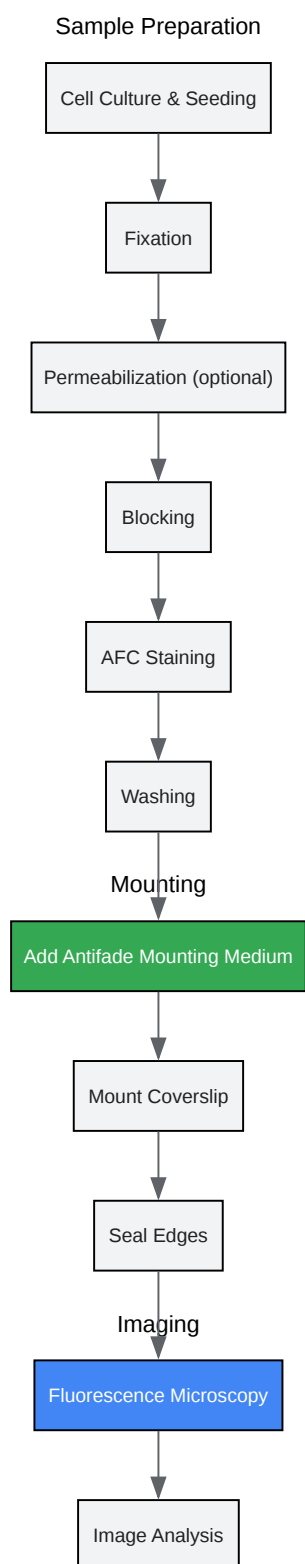 Sample Preparation
Cell Culture & Seeding
Fixation
Permeabilization (optional)
Blocking
AFC Staining
Washing
Mounting
Add Antifade Mounting Medium
Mount Coverslip
Seal Edges
Imaging
Fluorescence Microscopy
Image Analysis